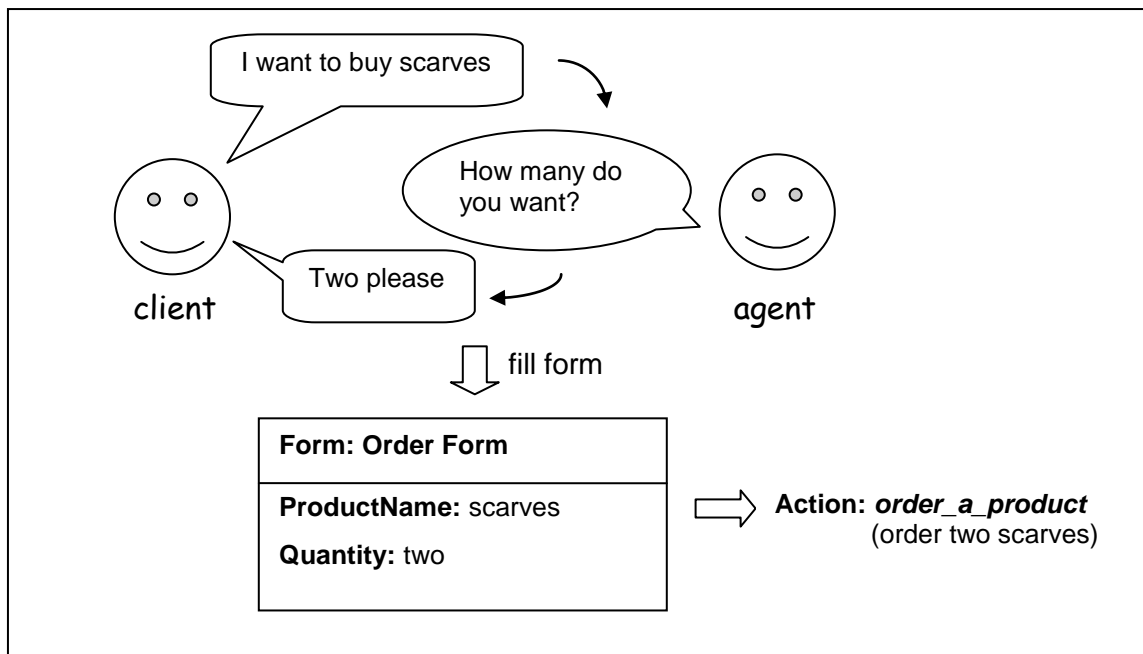 I want to buy scarves
How many do
you want?
Two please
client
agent
fill form
Form: Order Form
ProductName: scarves
Quantity: two
Action: order_a_product
(order two scarves)